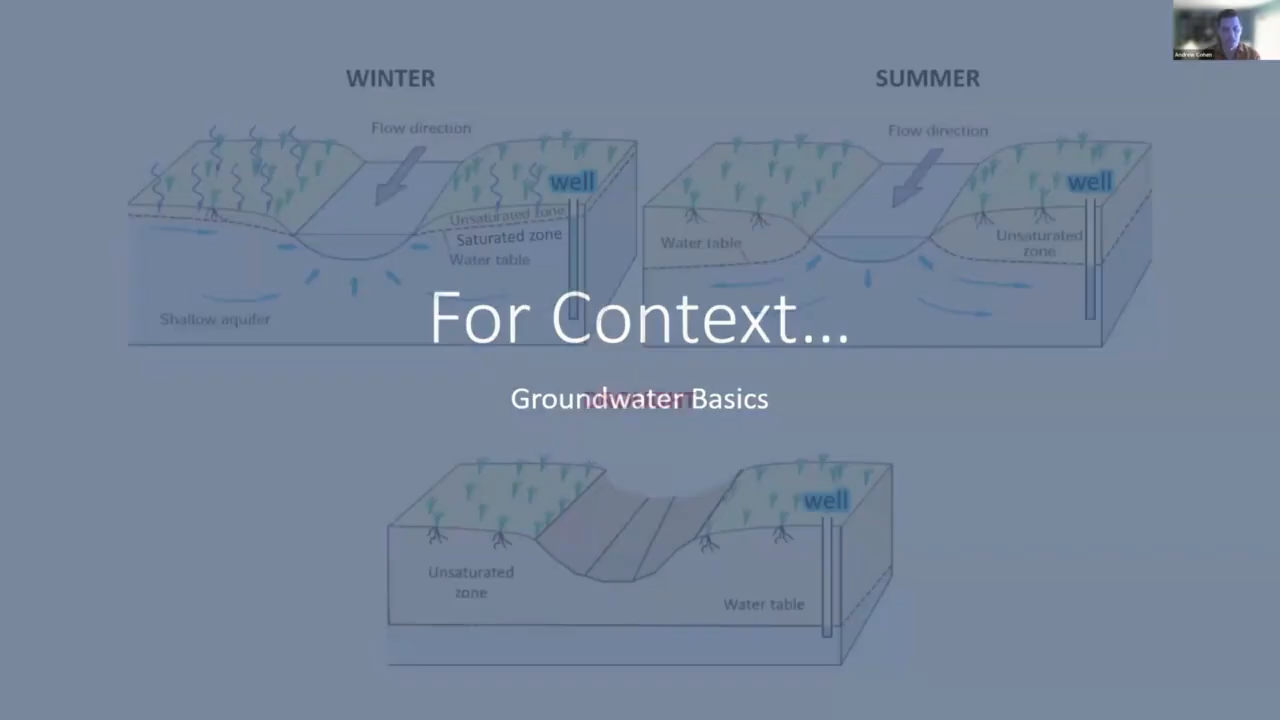 Andrew Cohen
WINTER
SUMMER
Flow direction
Flow direction
well
well
Unsaturated zone
Saturated zone
Water table
Water table
Unsaturated
zone
Shallow aquifer
For Context...
Groundwater Basics
well
Unsaturated
zone
Water table